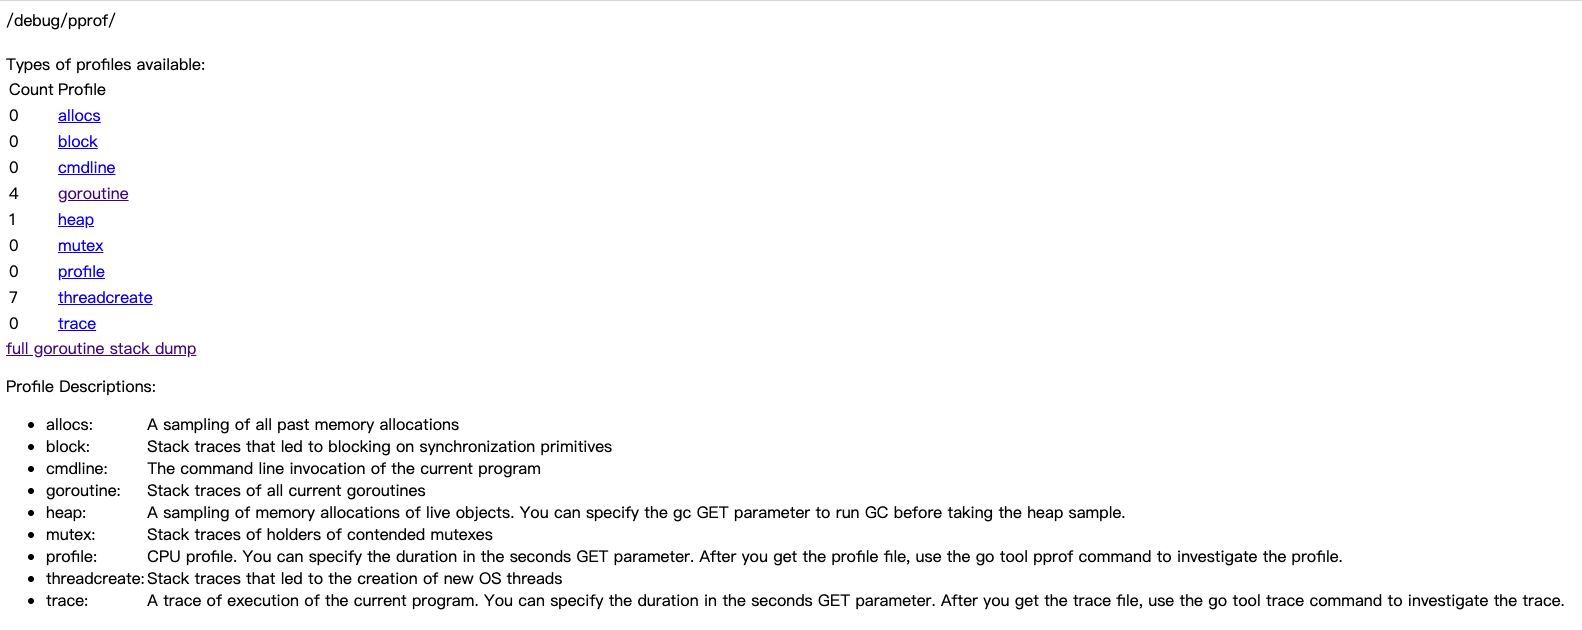 /debug/pprof/
Types of profiles available:
Count Profile
0 allocs
0 block
0 cmdline
4 goroutine
1 heap
0 mutex
0 profile
7 threadcreate
0 trace
full goroutine stack dump
Profile Descriptions:
• allocs: A sampling of all past memory allocations
• block: Stack traces that led to blocking on synchronization primitives
• cmdline: The command line invocation of the current program
• goroutine: Stack traces of all current goroutines
• heap: A sampling of memory allocations of live objects. You can specify the gc GET parameter to run GC before taking the heap sample.
• mutex: Stack traces of holders of contended mutexes
• profile: CPU profile. You can specify the duration in the seconds GET parameter. After you get the profile file, use the go tool pprof command to investigate the profile.
• threadcreate: Stack traces that led to the creation of new OS threads
• trace: A trace of execution of the current program. You can specify the duration in the seconds GET parameter. After you get the trace file, use the go tool trace command to investigate the trace.